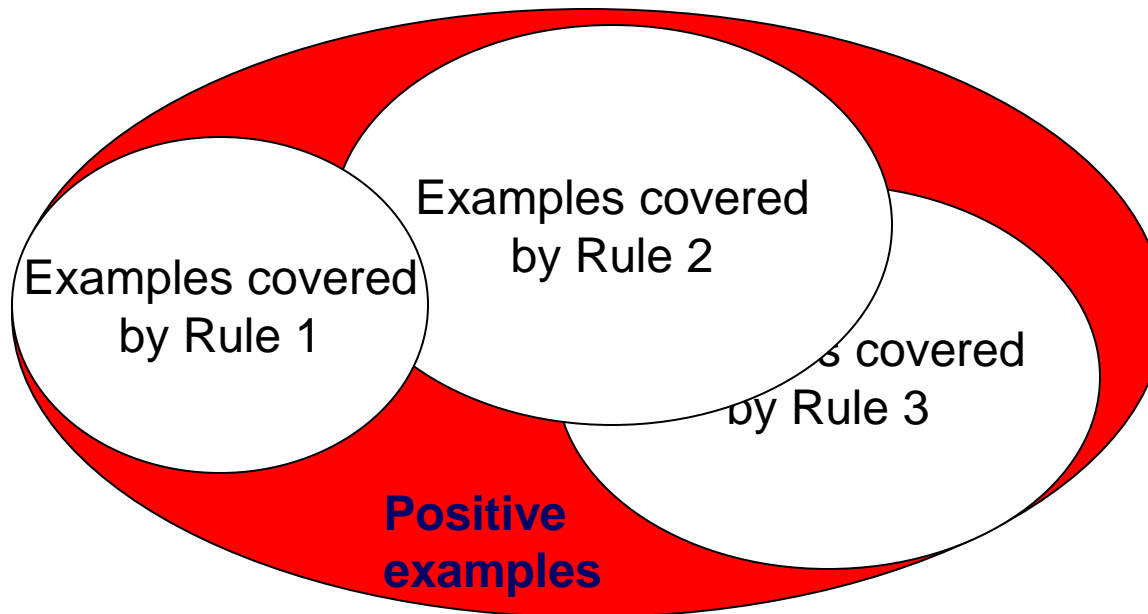 Examples covered
by Rule 2
Examples covered
by Rule 1
covered
by Rule 3
Positive
examples